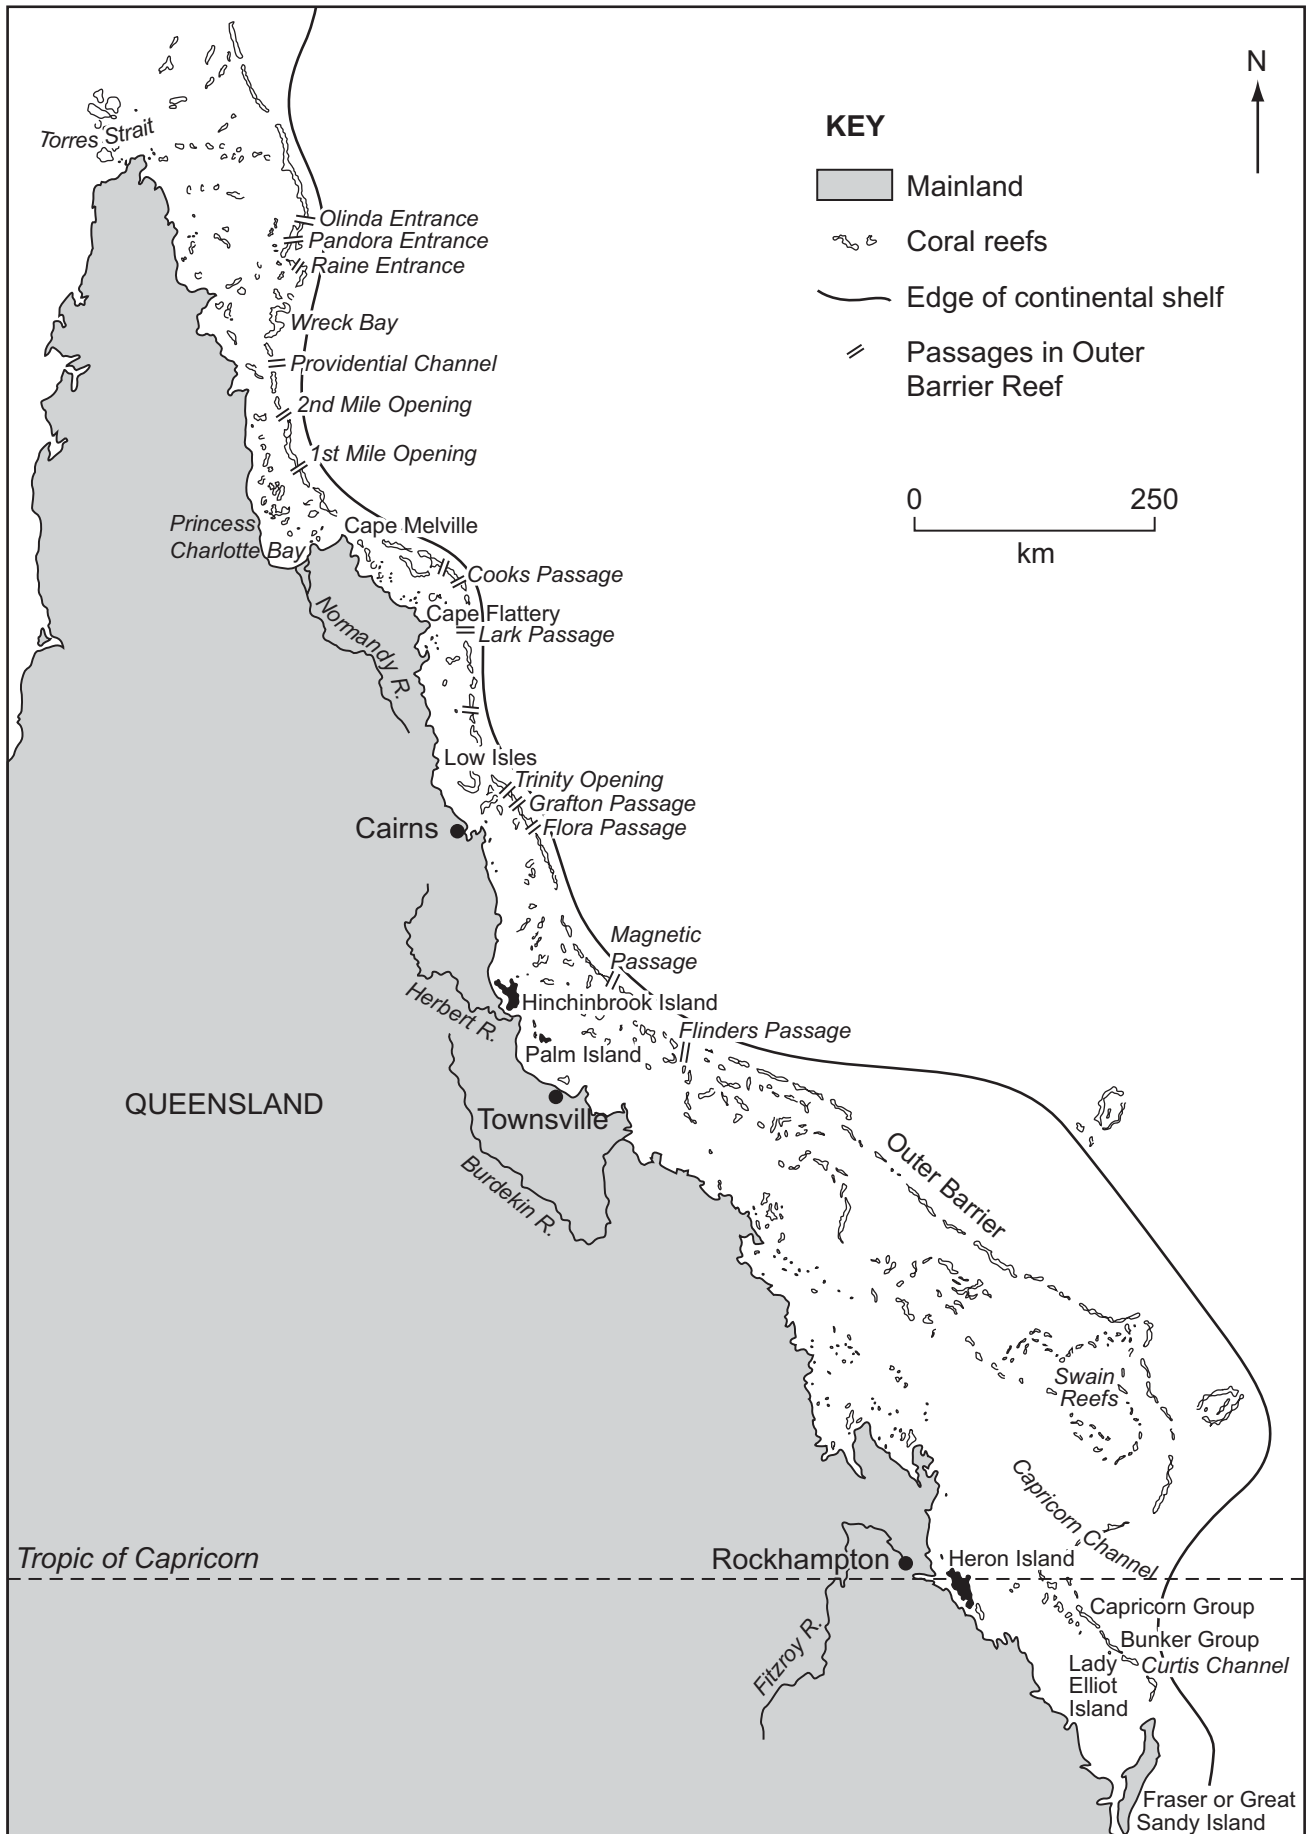 N
KEY
Mainland
Coral reefs
Edge of continental shelf
Passages in Outer
Barrier Reef
0 250
km
Torres Strait
Olinda Entrance
Pandora Entrance
Raine Entrance
Wreck Bay
Providential Channel
2nd Mile Opening
1st Mile Opening
Princess
Charlotte Bay
Cape Melville
Cooks Passage
Normandy R.
Cape Flattery
Lark Passage
Low Isles
Trinity Opening
Grafton Passage
Flora Passage
Cairns
Magnetic
Passage
Herbert R.
Hinchinbrook Island
Flinders Passage
Palm Island
QUEENSLAND
Townsville
Burdekin R.
Outer Barrier
Swain
Reefs
Capricorn Channel
Tropic of Capricorn
Rockhampton
Heron Island
Fitzroy R.
Capricorn Group
Bunker Group
Curtis Channel
Lady
Elliot
Island
Fraser or Great
Sandy Island